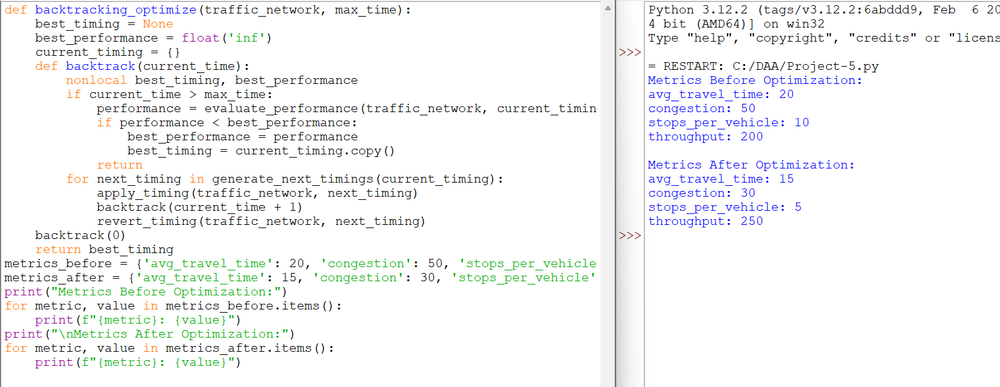 def backtracking_optimize(traffic_network, max_time):
    best_timing = None
    best_performance = float('inf')
    current_timing = {}
    def backtrack(current_time):
        nonlocal best_timing, best_performance
        if current_time > max_time:
            performance = evaluate_performance(traffic_network, current_timin
            if performance < best_performance:
                best_performance = performance
                best_timing = current_timing.copy()
            return
        for next_timing in generate_next_timings(current_timing):
            apply_timing(traffic_network, next_timing)
            backtrack(current_time + 1)
            revert_timing(traffic_network, next_timing)
    backtrack(0)
    return best_timing
metrics_before = {'avg_travel_time': 20, 'congestion': 50, 'stops_per_vehicle
metrics_after = {'avg_travel_time': 15, 'congestion': 30, 'stops_per_vehicle'
print("Metrics Before Optimization:")
for metric, value in metrics_before.items():
    print(f"{metric}: {value}")
print("\nMetrics After Optimization:")
for metric, value in metrics_after.items():
    print(f"{metric}: {value}")
Python 3.12.2 (tags/v3.12.2:6abddd9, Feb  6 20
4 bit (AMD64)] on win32
Type "help", "copyright", "credits" or "licens
>>>
= RESTART: C:/DAA/Project-5.py
Metrics Before Optimization:
avg_travel_time: 20
congestion: 50
stops_per_vehicle: 10
throughput: 200

Metrics After Optimization:
avg_travel_time: 15
congestion: 30
stops_per_vehicle: 5
throughput: 250
>>>